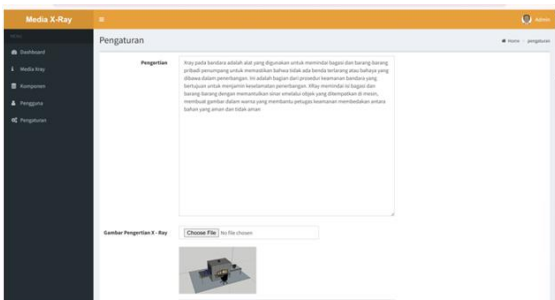 Media X-Ray
Admin
MENU
Pengaturan
Home - pengaturan
Dashboard
Media Xray
Komponen
Pengguna
Pengaturan
Pengertian
Xray pada bandara adalah alat yang digunakan untuk memindai bagasi dan barang-barang
pribadi penumpang untuk memastikan bahwa tidak ada benda terlarang atau bahaya yang
dibawa dalam penerbangan. Ini adalah bagian dari prosedur keamanan bandara yang
bertujuan untuk menjamin keselamatan penerbangan. XRay memindai isi bagasi dan
barang-barang dengan memantulkan sinar xmelalui objek yang ditempatkan di mesin,
membuat gambar dalam warna yang membantu petugas keamanan membedakan antara
bahan yang aman dan tidak aman
Gambar Pengertian X - Ray
Choose File No file chosen